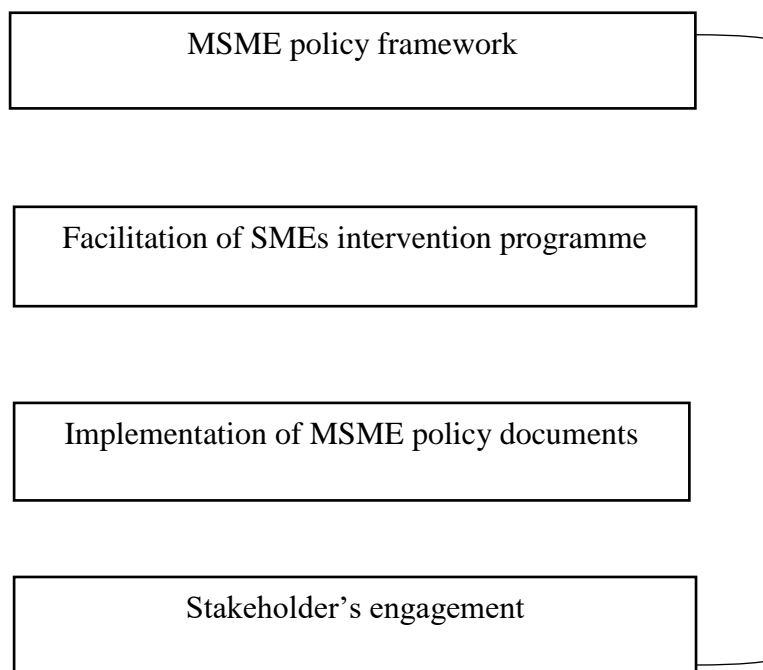 MSME policy framework
Facilitation of SMEs intervention programme
Implementation of MSME policy documents
Stakeholder’s engagement